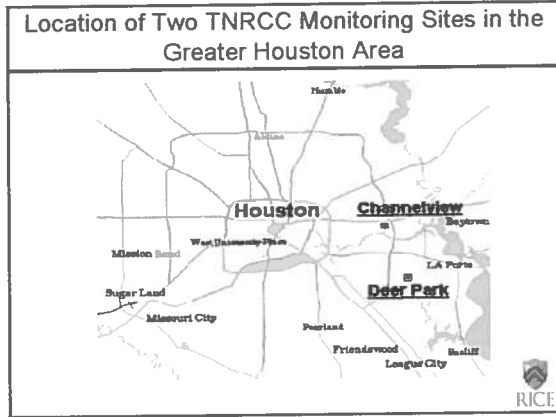 Location of Two TNRCC Monitoring Sites in the
Greater Houston Area
Humble
Aldine
Houston
Channelview
Baytown
West University Place
Mission Bend
LA Porte
Sugar Land
Deer Park
Missouri City
Pearland
Friendswood
Bacliff
League City
RICE